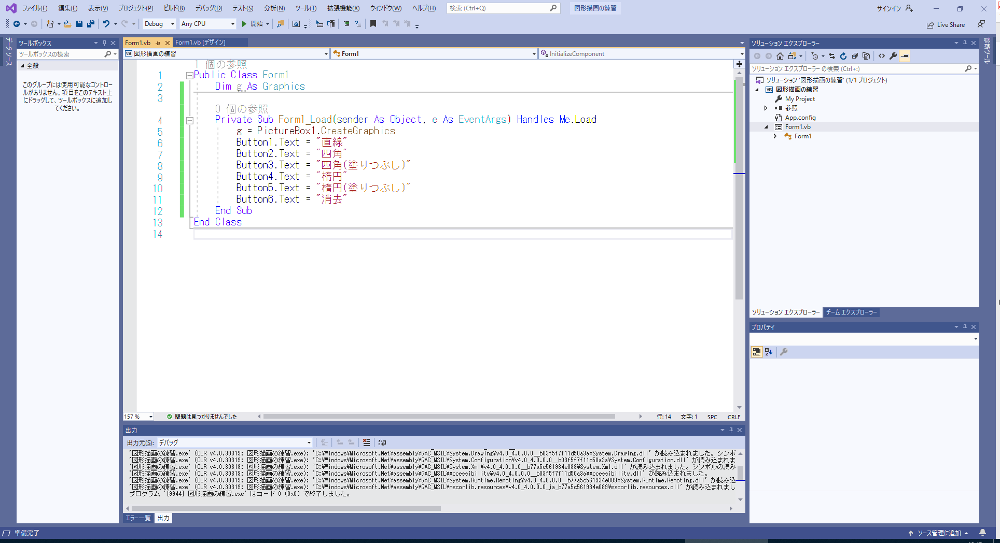 ファイル(F) 編集(E) 表示(V) プロジェクト(P) ビルド(B) デバッグ(D) テスト(S) 分析(N) ツール(T) 拡張機能(X) ウィンドウ(W) ヘルプ(H) 検索 (Ctrl+Q) 図形描画の練習 サインイン
Debug Any CPU 開始 Live Share
データ ソース
ツールボックス
ツールボックスの検索
全般
このグループには使用可能なコントロー
ルがありません。項目をこのテキスト上
にドラッグして、ツールボックスに追加し
てください。
Form1.vb Form1.vb [デザイン]
図形描画の練習 Form1 InitializeComponent
1 個の参照
1 Public Class Form1
2 Dim g As Graphics
3
0 個の参照
4 Private Sub Form1_Load(sender As Object, e As EventArgs) Handles Me.Load
5 g = PictureBox1.CreateGraphics
6 Button1.Text = "直線"
7 Button2.Text = "四角"
8 Button3.Text = "四角(塗りつぶし)"
9 Button4.Text = "楕円"
10 Button5.Text = "楕円(塗りつぶし)"
11 Button6.Text = "消去"
12 End Sub
13 End Class
14
157 % 問題は見つかりませんでした 行: 14 文字: 1 SPC CRLF
出力
出力元(S): デバッグ
'図形描画の練習.exe' (CLR v4.0.30319: 図形描画の練習.exe): 'C:¥Windows¥Microsoft.Net¥assembly¥GAC_MSIL¥System.Drawing¥v4.0_4.0.0.0__b03f5f7f11d50a3a¥System.Drawing.dll' が読み込まれました。シンボ
'図形描画の練習.exe' (CLR v4.0.30319: 図形描画の練習.exe): 'C:¥Windows¥Microsoft.Net¥assembly¥GAC_MSIL¥System.Configuration¥v4.0_4.0.0.0__b03f5f7f11d50a3a¥System.Configuration.dll' が読み込まれま
'図形描画の練習.exe' (CLR v4.0.30319: 図形描画の練習.exe): 'C:¥Windows¥Microsoft.Net¥assembly¥GAC_MSIL¥System.Xml¥v4.0_4.0.0.0__b77a5c561934e089¥System.Xml.dll' が読み込まれました。シンボルの読み
'図形描画の練習.exe' (CLR v4.0.30319: 図形描画の練習.exe): 'C:¥Windows¥Microsoft.Net¥assembly¥GAC_MSIL¥Accessibility¥v4.0_4.0.0.0__b03f5f7f11d50a3a¥Accessibility.dll' が読み込まれました。
'図形描画の練習.exe' (CLR v4.0.30319: 図形描画の練習.exe): 'C:¥Windows¥Microsoft.Net¥assembly¥GAC_MSIL¥System.Runtime.Remoting¥v4.0_4.0.0.0__b77a5c561934e089¥System.Runtime.Remoting.dll' が読み込
'図形描画の練習.exe' (CLR v4.0.30319: 図形描画の練習.exe): 'C:¥Windows¥Microsoft.Net¥assembly¥GAC_MSIL¥mscorlib.resources¥v4.0_4.0.0.0_ja_b77a5c561934e089¥mscorlib.resources.dll' が読み込まれまし
プログラム '[9944] 図形描画の練習.exe' はコード 0 (0x0) で終了しました。
エラー一覧 出力
ソリューション エクスプローラー
ソリューション エクスプローラー の検索 (Ctrl+:)
ソリューション '図形描画の練習' (1/1 プロジェクト)
VB 図形描画の練習
My Project
参照
App.config
Form1.vb
Form1
ソリューション エクスプローラー チーム エクスプローラー
プロパティ
診断ツール
準備完了 ソース管理に追加